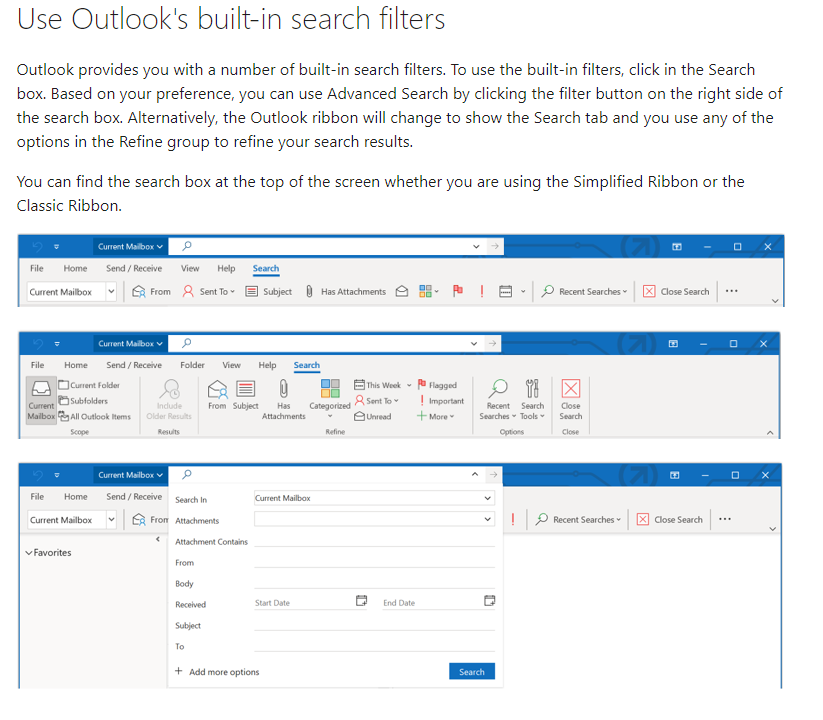 Use Outlook's built-in search filters
Outlook provides you with a number of built-in search filters. To use the built-in filters, click in the Search
box. Based on your preference, you can use Advanced Search by clicking the filter button on the right side of
the search box. Alternatively, the Outlook ribbon will change to show the Search tab and you use any of the
options in the Refine group to refine your search results.
You can find the search box at the top of the screen whether you are using the Simplified Ribbon or the
Classic Ribbon.
Current Mailbox
File Home Send / Receive View Help Search
Current Mailbox From Sent To Subject Has Attachments Recent Searches Close Search ...
Current Mailbox
File Home Send / Receive Folder View Help Search
Current Folder This Week Flagged
Subfolders Sent To Important
Current Include From Subject Has Categorized Recent Search Close
Mailbox All Outlook Items Older Results Attachments Unread More Searches Tools Search
Scope Results Refine Options Close
Current Mailbox
File Home Send / Receive Search In Current Mailbox
Current Mailbox From Attachments Recent Searches Close Search ...
Attachment Contains
Favorites
From
Body
Received Start Date End Date
Subject
To
+ Add more options Search